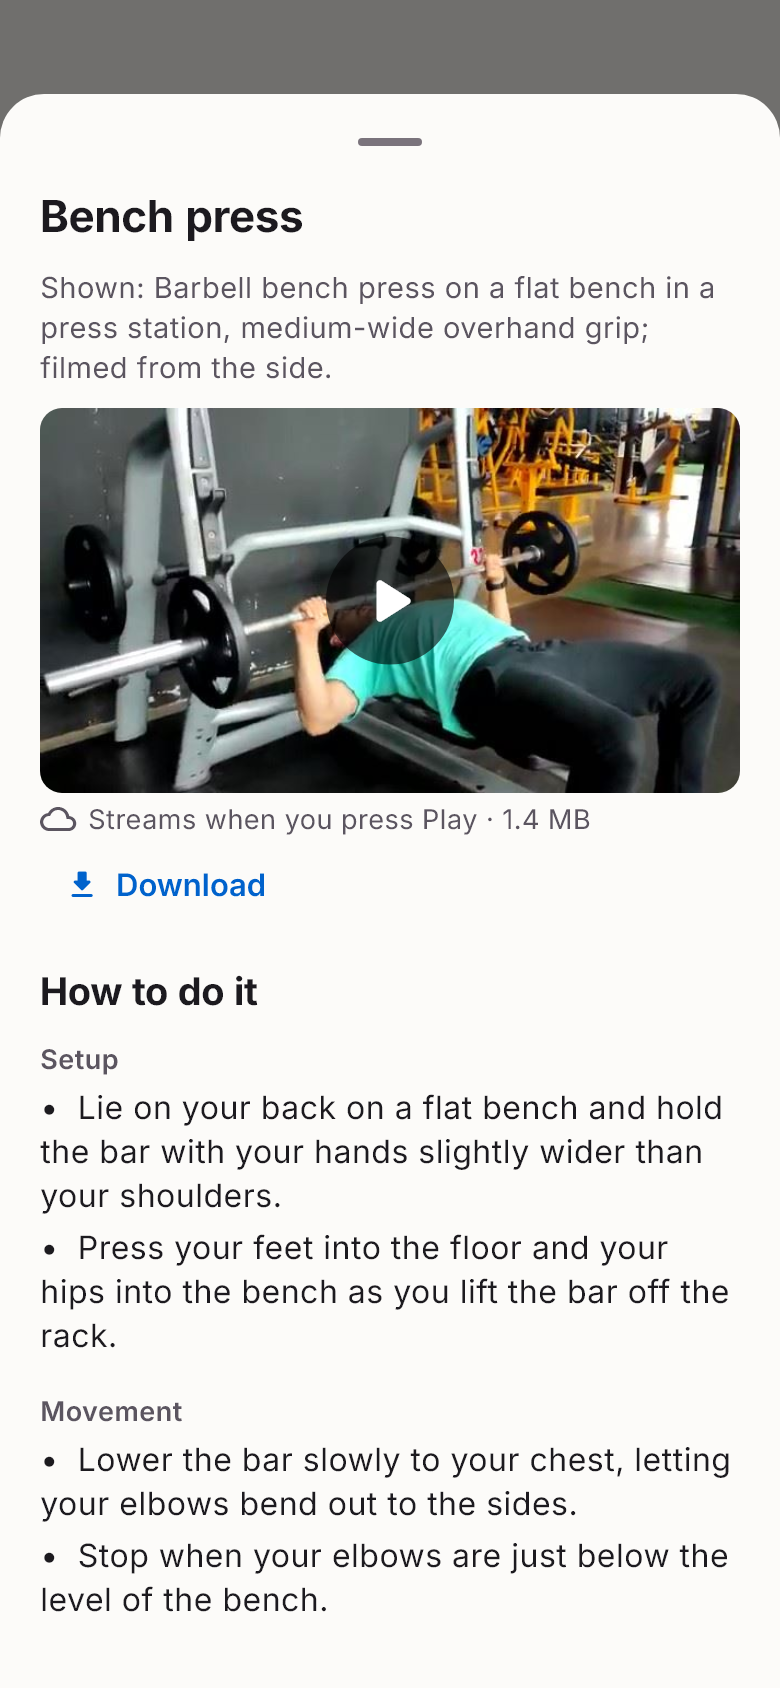 Bench press
Shown: Barbell bench press on a flat bench in a
press station, medium-wide overhand grip;
filmed from the side.
Streams when you press Play · 1.4 MB
Download
How to do it
Setup
• Lie on your back on a flat bench and hold
the bar with your hands slightly wider than
your shoulders.
• Press your feet into the floor and your
hips into the bench as you lift the bar off the
rack.
Movement
• Lower the bar slowly to your chest, letting
your elbows bend out to the sides.
• Stop when your elbows are just below the
level of the bench.